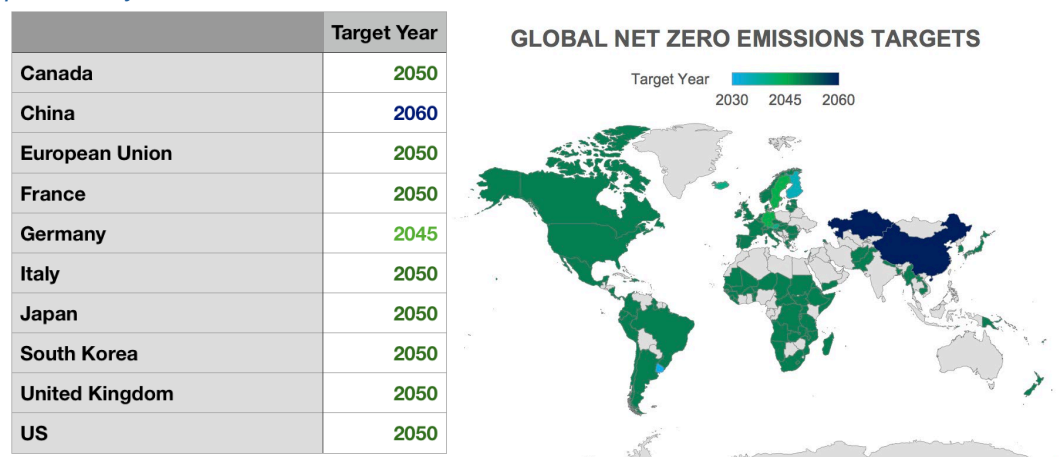 Target Year
Canada 2050
China 2060
European Union 2050
France 2050
Germany 2045
Italy 2050
Japan 2050
South Korea 2050
United Kingdom 2050
US 2050
GLOBAL NET ZERO EMISSIONS TARGETS
Target Year
2030 2045 2060